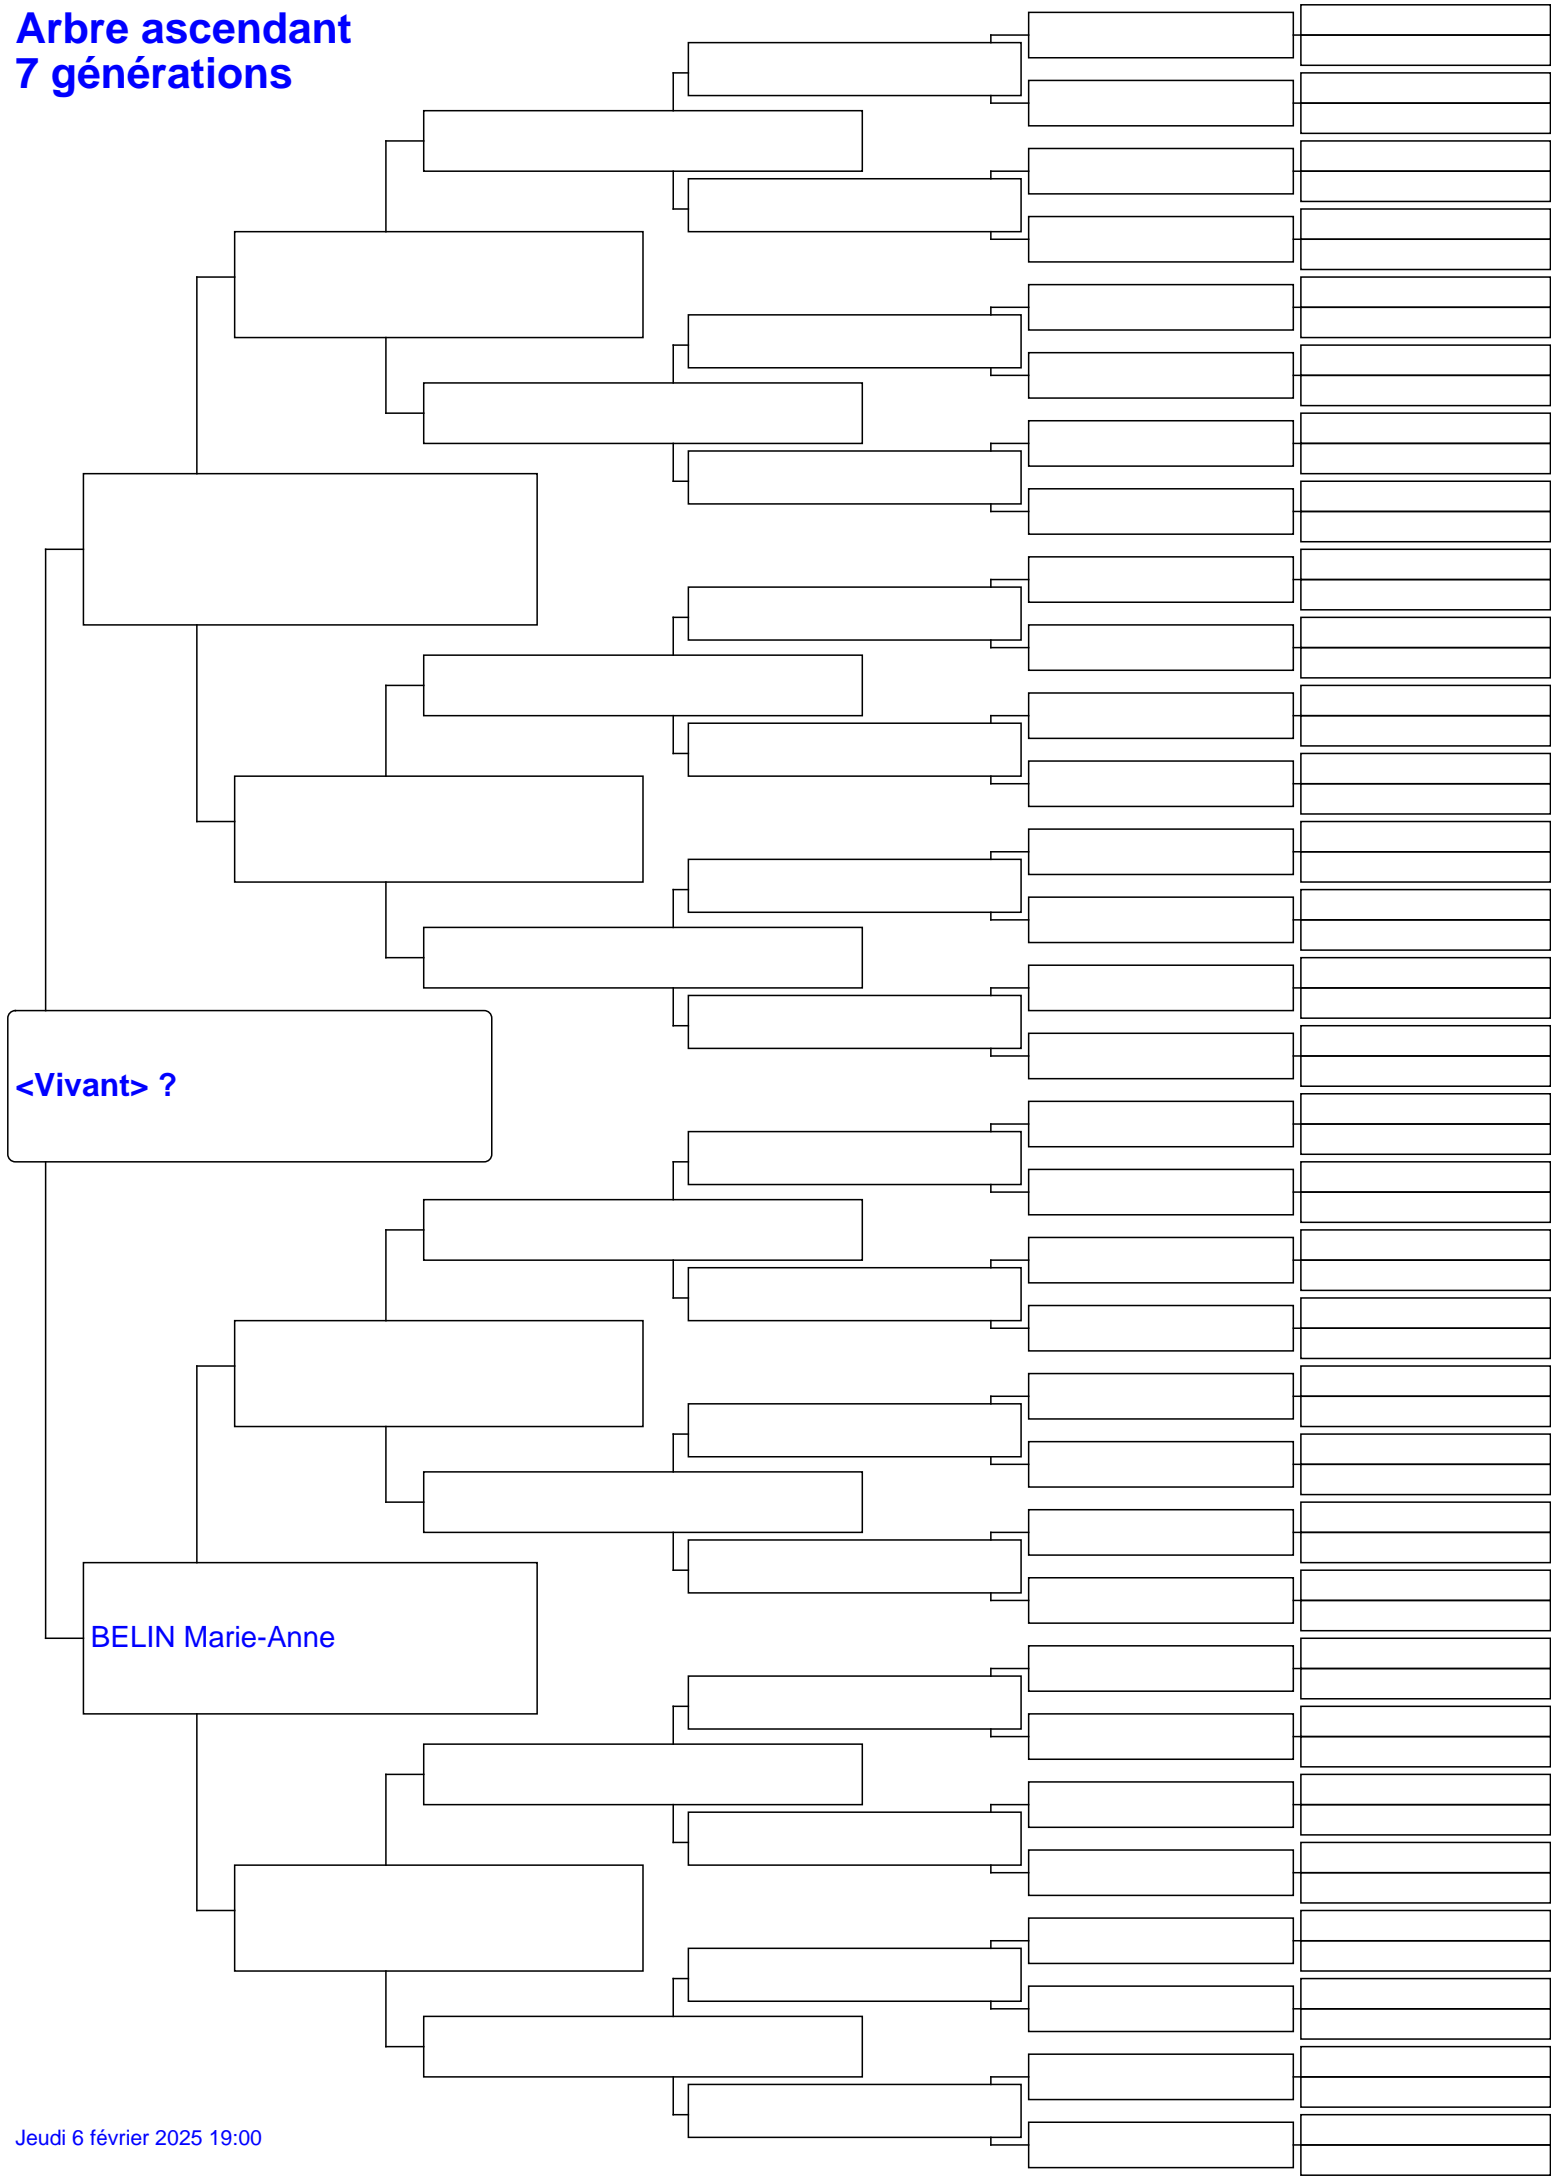 Arbre ascendant
7 générations
<Vivant> ?
BELIN Marie-Anne
Jeudi 6 février 2025 19:00